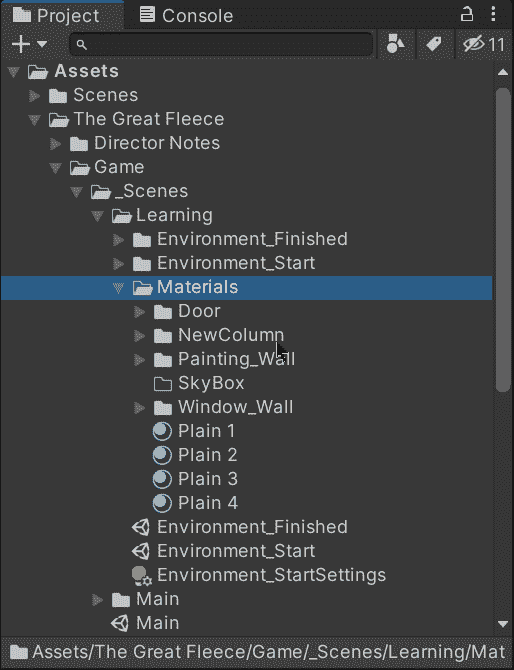 Project Console
11
Assets
Scenes
The Great Fleece
Director Notes
Game
_Scenes
Learning
Environment_Finished
Environment_Start
Materials
Door
NewColumn
Painting_Wall
SkyBox
Window_Wall
Plain 1
Plain 2
Plain 3
Plain 4
Environment_Finished
Environment_Start
Environment_StartSettings
Main
Main
Assets/The Great Fleece/Game/_Scenes/Learning/Mat